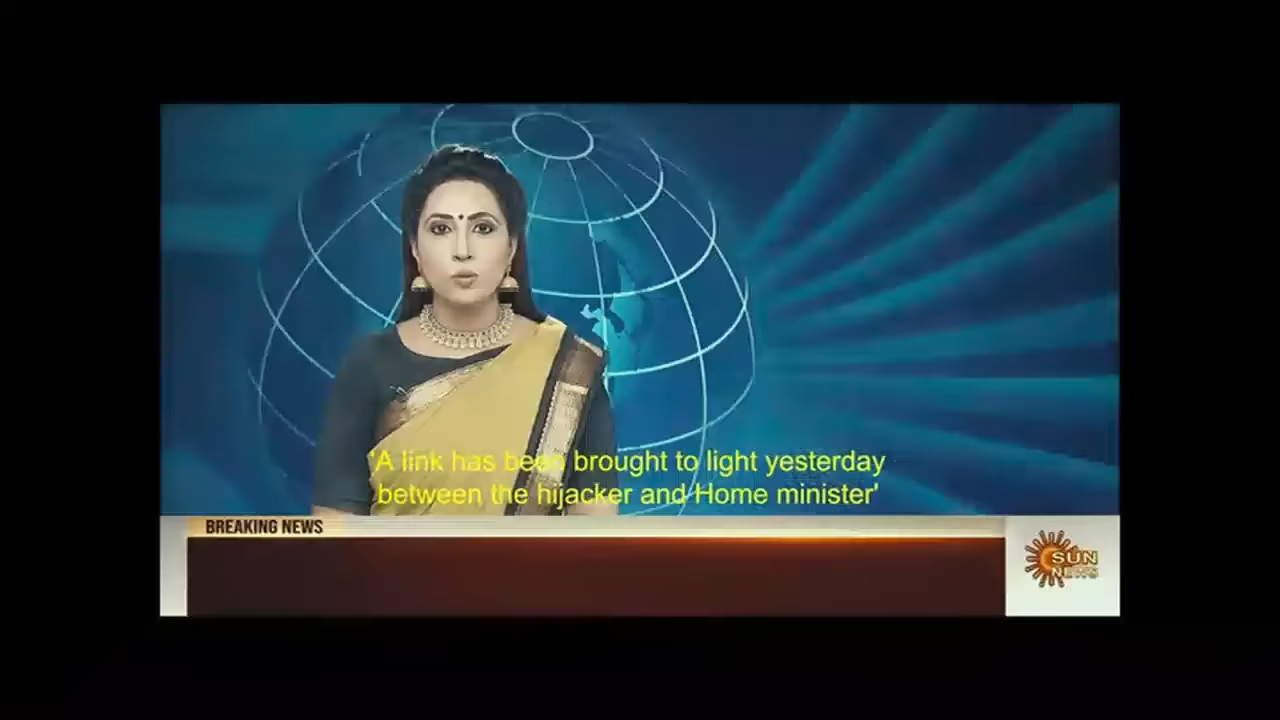 'A link has been brought to light yesterday
between the hijacker and Home minister'
BREAKING NEWS
SUN
NEWS